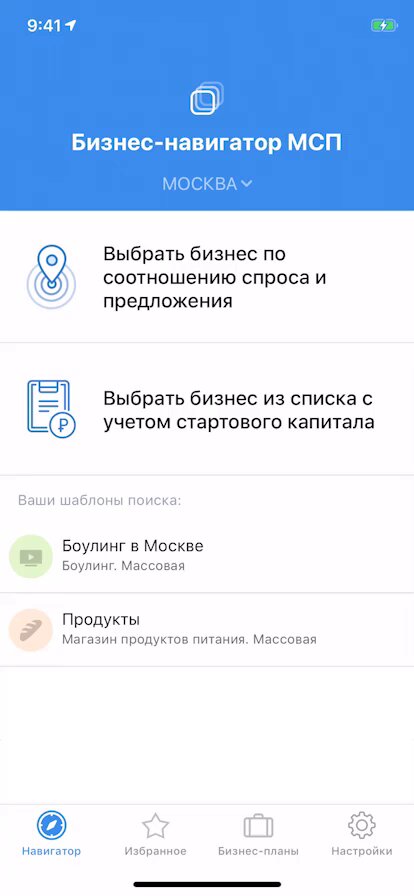 9:41
Бизнес-навигатор МСП
МОСКВА
Выбрать бизнес по
соотношению спроса и
предложения
Выбрать бизнес из списка с
учетом стартового капитала
Ваши шаблоны поиска:
Боулинг в Москве
Боулинг. Массовая
Продукты
Магазин продуктов питания. Массовая
Навигатор
Избранное
Бизнес-планы
Настройки